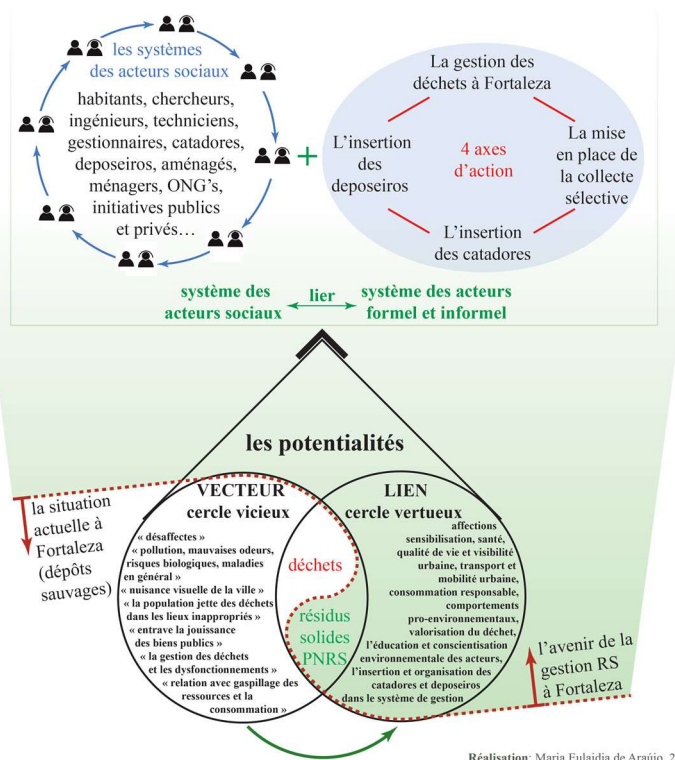 les systèmes
des acteurs sociaux
habitants, chercheurs,
ingénieurs, techniciens,
gestionnaires, catadores,
deposeiros, aménagés,
ménagers, ONG’s,
initiatives publics
et privés…
+
La gestion des
déchets à Fortaleza
L’insertion
des
deposeiros
4 axes
d’action
La mise
en place de
la collecte
sélective
L’insertion
des catadores
système des
acteurs sociaux
lier
système des acteurs
formel et informel
les potentialités
la situation
actuelle à
Fortaleza
(dépôts
sauvages)
VECTEUR
cercle vicieux
« désaffectes »
« pollution, mauvaises odeurs,
risques biologiques, maladies
en général »
« nuisance visuelle de la ville »
« la population jette des déchets
dans les lieux inappropriés »
« entrave la jouissance
des biens publics »
« la gestion des déchets
et les dysfonctionnements »
« relation avec gaspillage des
ressources et la
consommation »
déchets
résidus
solides
PNRS
LIEN
cercle vertueux
affections
sensibilisation, santé,
qualité de vie et visibilité
urbaine, transport et
mobilité urbaine,
consommation responsable,
comportements
pro-environnementaux,
valorisation du déchet,
l’éducation et conscientisation
environnementale des acteurs,
l’insertion et organisation des
catadores et deposeiros
dans le système de gestion
l’avenir de la
gestion RS
à Fortaleza
Réalisation: Maria Eulaidia de Araújo, 2